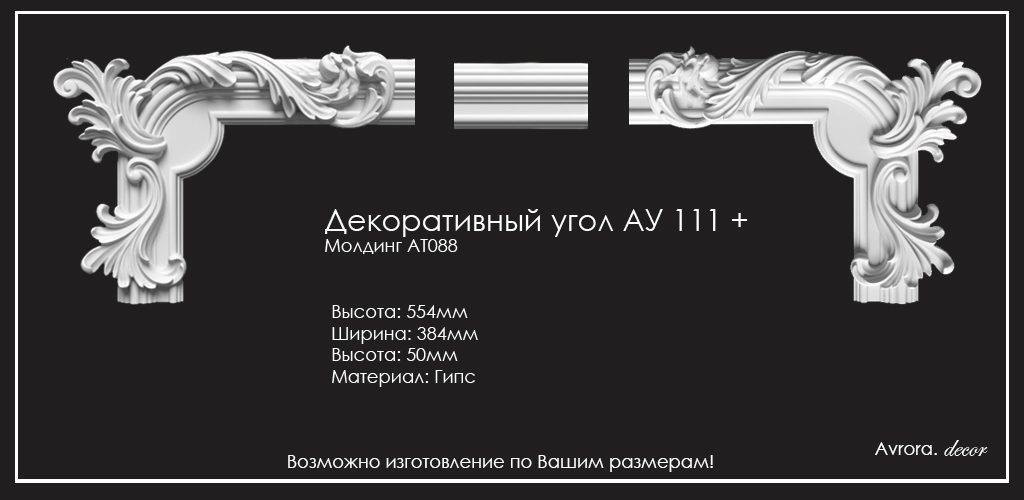 Декоративный угол АУ 111 +
Молдинг АТ088
Высота: 554мм
Ширина: 384мм
Высота: 50мм
Материал: Гипс
Avrora. decor
Возможно изготовление по Вашим размерам!